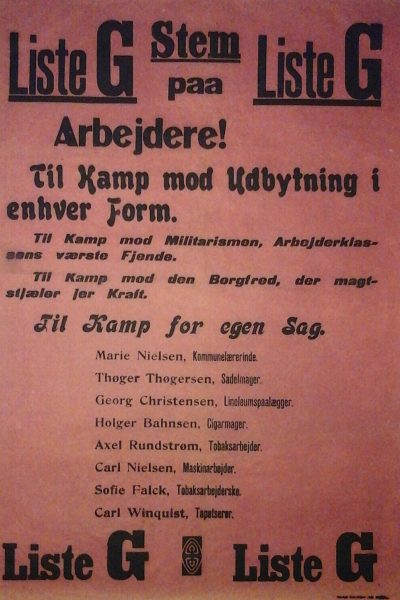 Liste G Stem Liste G
paa
Arbejdere!
Til Kamp mod Udbytning i
enhver Form.
Til Kamp mod Militarismen, Arbejderklas-
sens værste Fjende.
Til Kamp mod den Borgfred, der magt-
stjæler jer Kraft.
Til Kamp for egen Sag.
Marie Nielsen, Kommunelærerinde.
Thøger Thøgersen, Sadelmager.
Georg Christensen, Linoleumspaalægger.
Holger Bahnsen, Cigarmager.
Axel Rundstrøm, Tobaksarbejder.
Carl Nielsen, Maskinarbejder.
Sofie Falck, Tobaksarbejderske.
Carl Winquist, Tapetserer.
Liste G Liste G